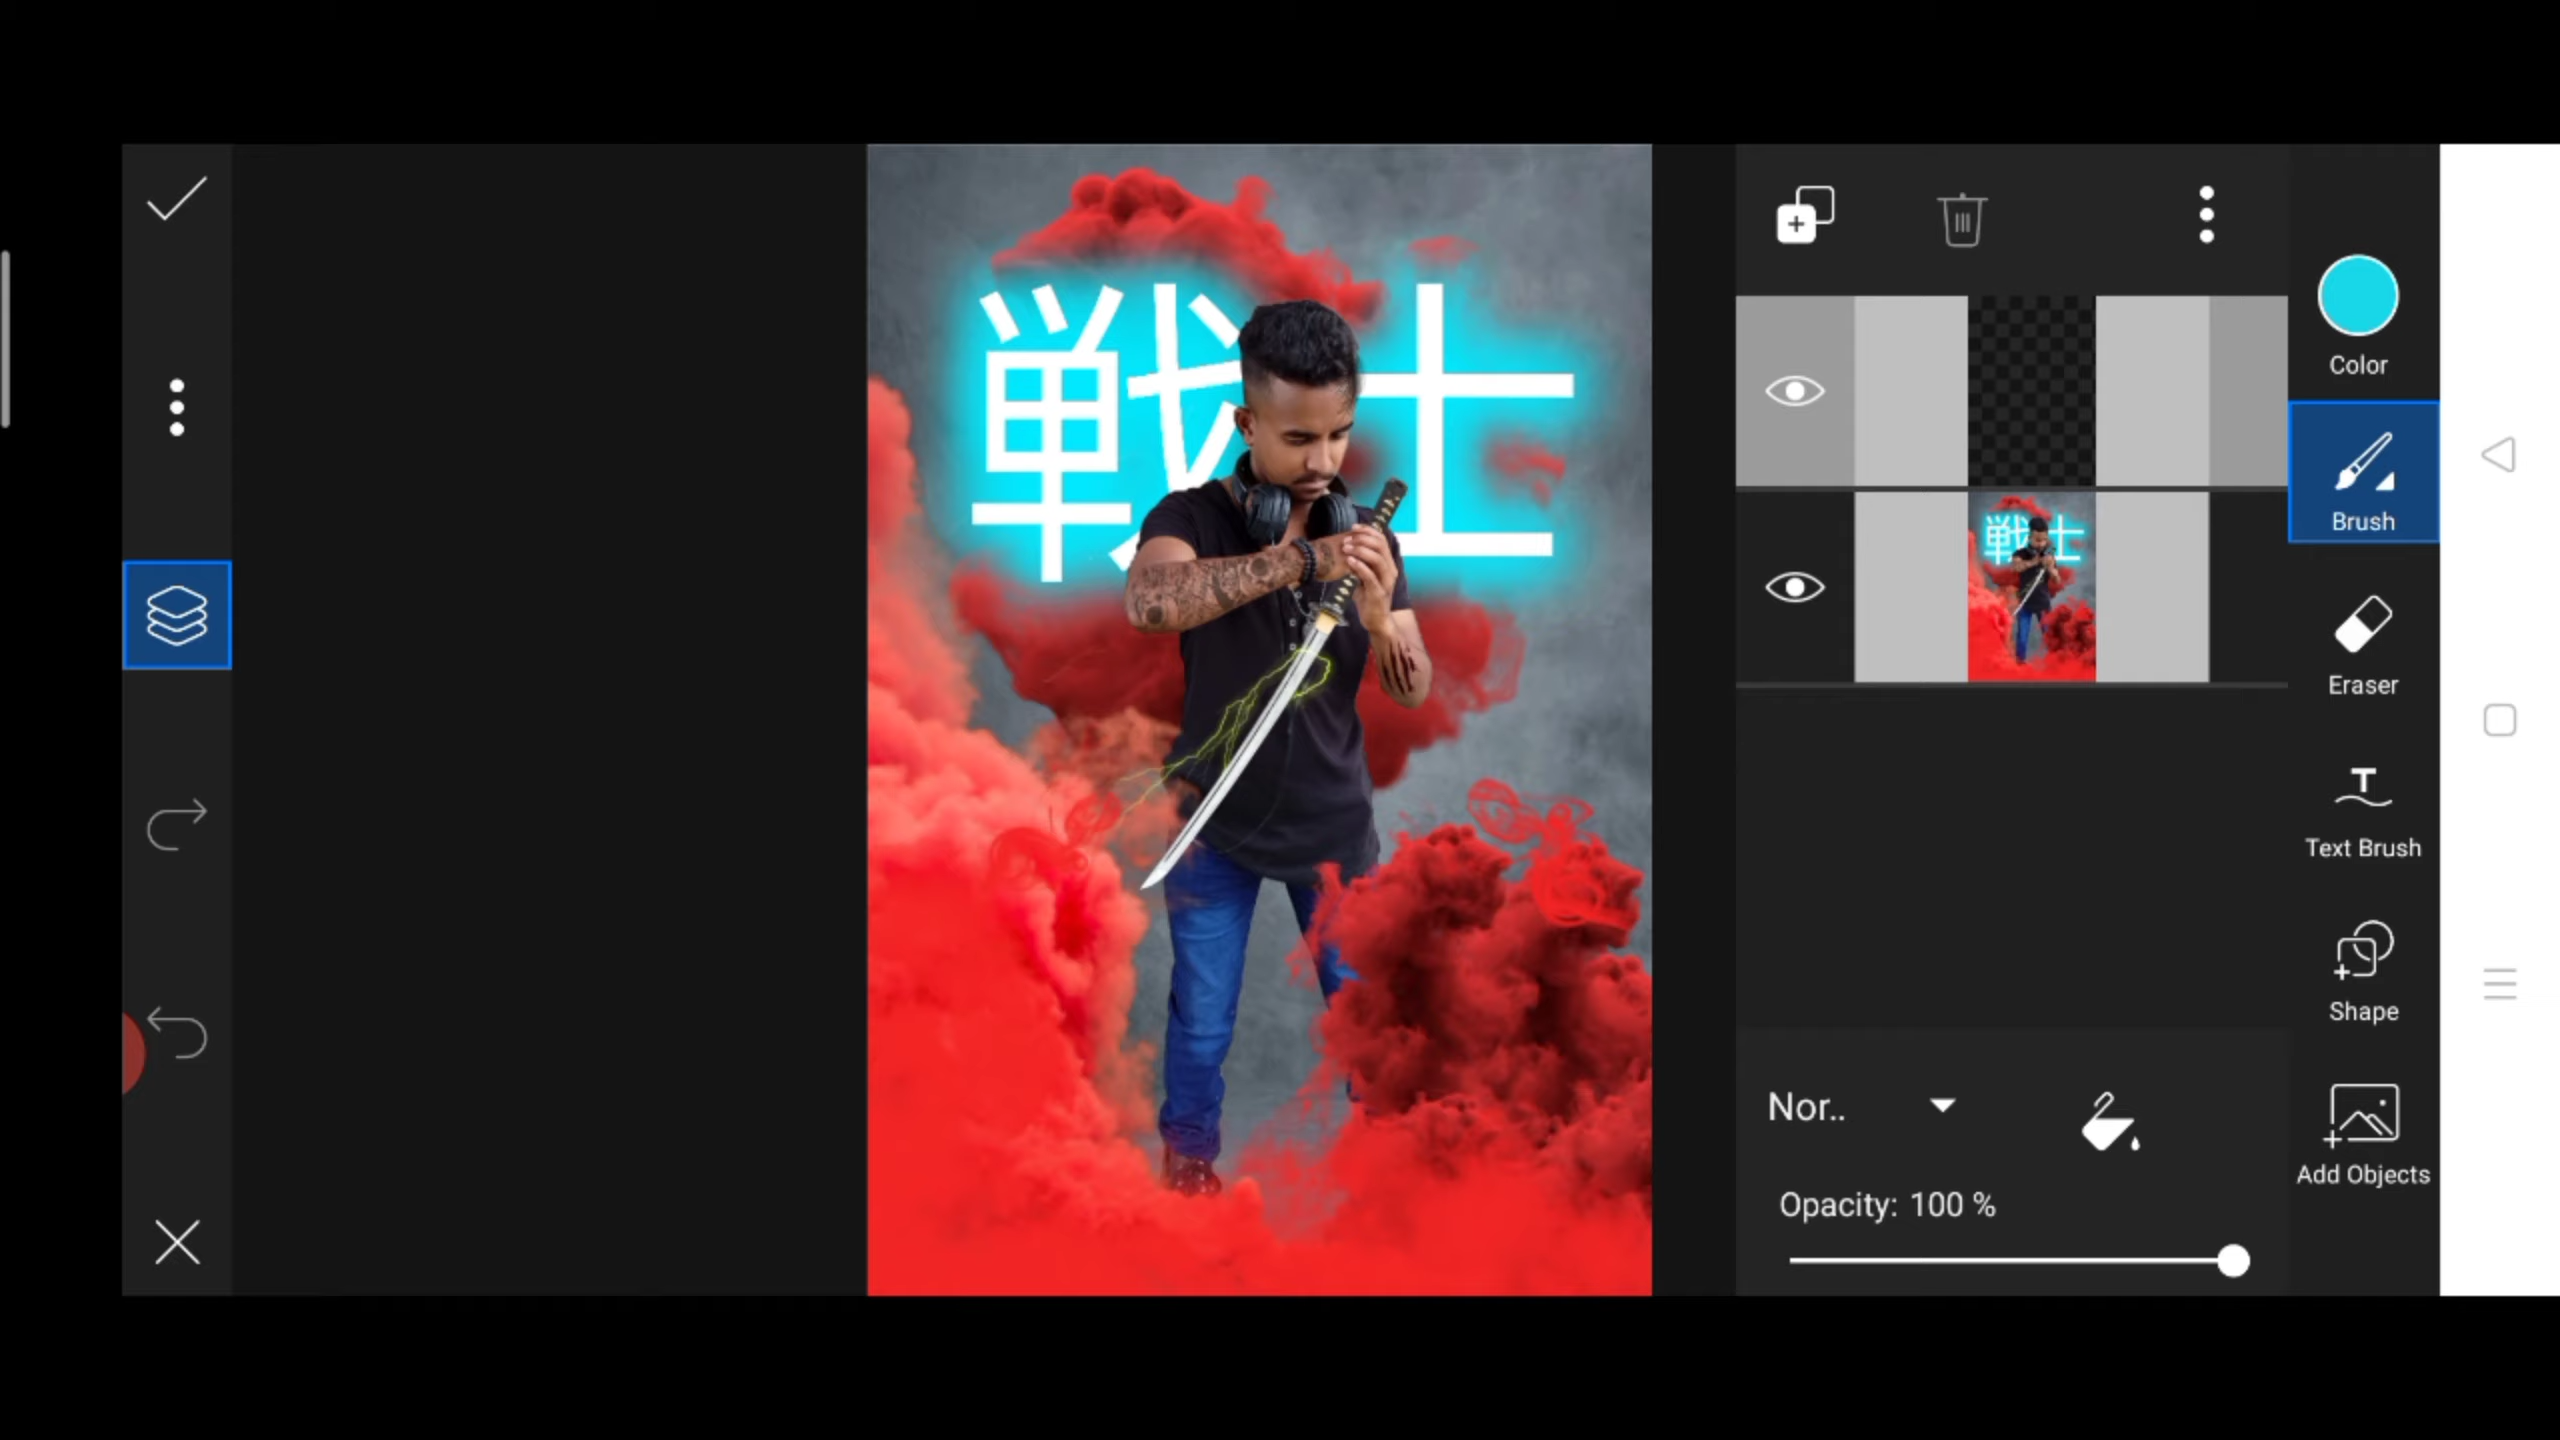 戦士
Color
Brush
Eraser
Text Brush
Shape
Add Objects
Nor..
Opacity: 100 %